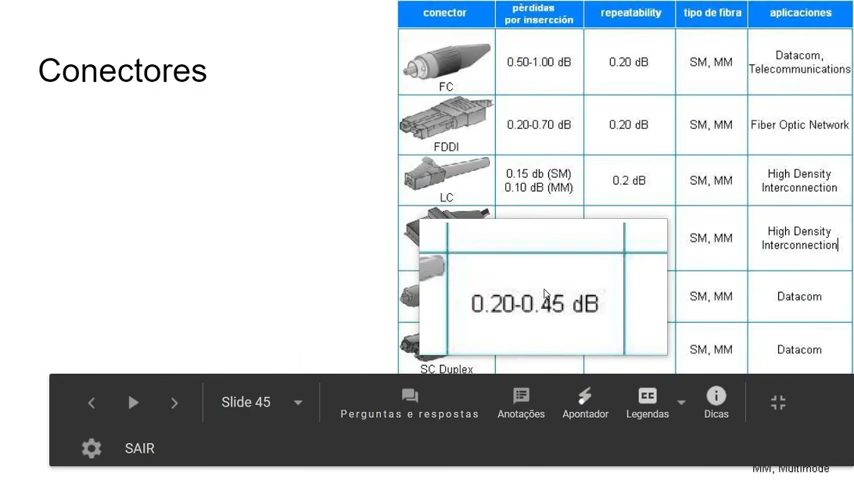 Conectores
conector
pèrdidas
por insercción
repeatability
tipo de fibra
aplicaciones
FC
0.50-1.00 dB
0.20 dB
SM, MM
Datacom,
Telecommunications
FDDI
0.20-0.70 dB
0.20 dB
SM, MM
Fiber Optic Network
LC
0.15 db (SM)
0.10 dB (MM)
0.2 dB
SM, MM
High Density
Interconnection
SM, MM
High Density
Interconnection
0.20-0.45 dB
SM, MM
Datacom
SC Duplex
SM, MM
Datacom
Slide 45
Perguntas e respostas
Anotações
Apontador
Legendas
Dicas
SAIR
MM, Multimode